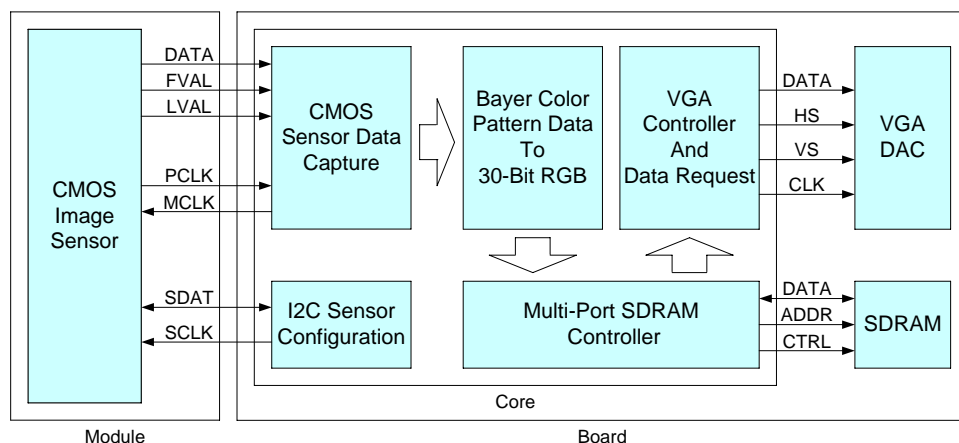 CMOS
Image
Sensor
DATA
FVAL
LVAL
PCLK
MCLK
SDAT
SCLK
CMOS
Sensor Data
Capture
I2C Sensor
Configuration
Bayer Color
Pattern Data
To
30-Bit RGB
VGA
Controller
And
Data Request
Multi-Port SDRAM
Controller
DATA
HS
VS
CLK
VGA
DAC
DATA
ADDR
CTRL
SDRAM
Core
Module
Board